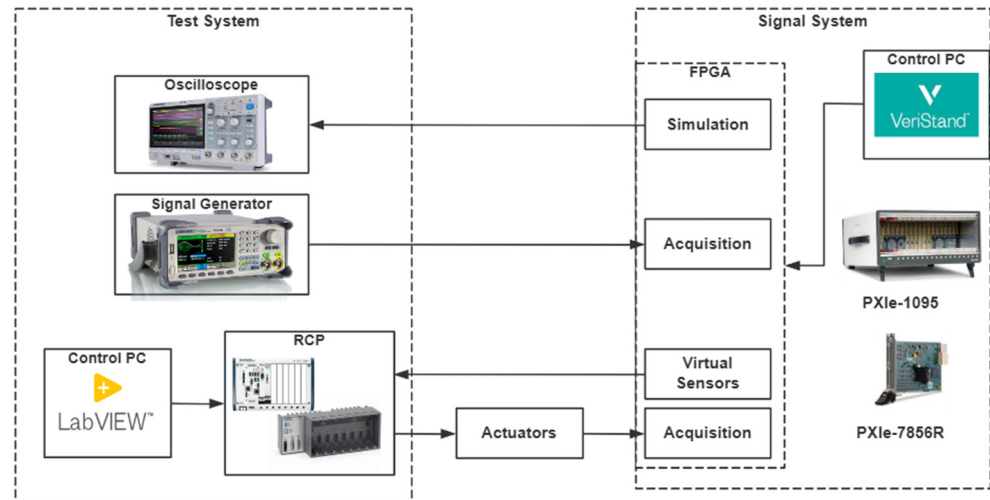 Test System
Signal System
Oscilloscope
FPGA
Control PC
Simulation
VeriStand
Signal Generator
Acquisition
PXIe-1095
Control PC
LabVIEW™
RCP
Virtual
Sensors
Actuators
Acquisition
PXIe-7856R